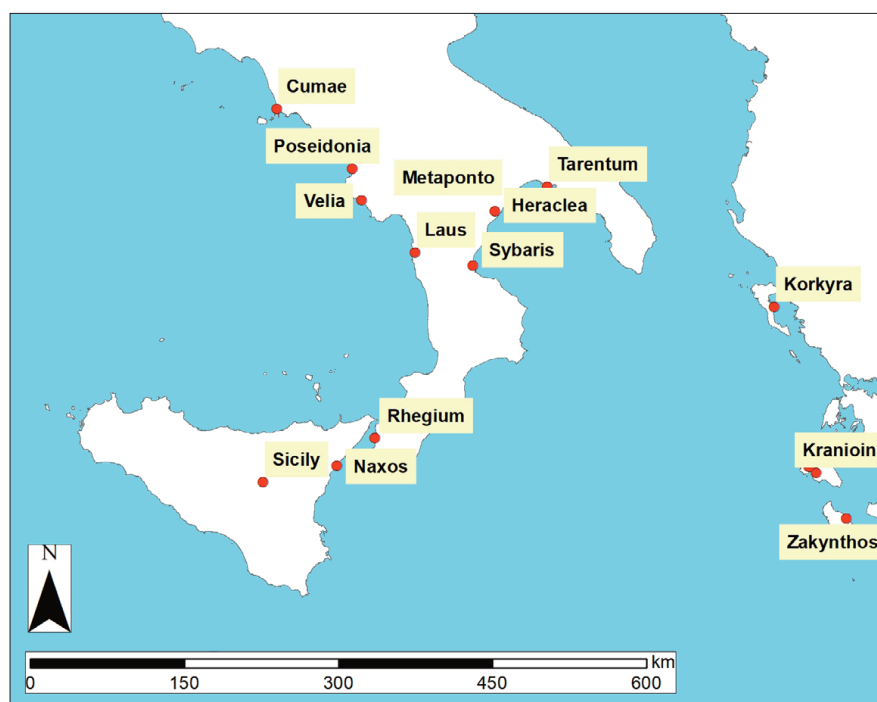 Cumae
Poseidonia
Tarentum
Metaponto
Velia
Heraclea
Laus
Sybaris
Korkyra
Rhegium
Kranioin
Sicily
Naxos
Zakynthos
N
km
0 150 300 450 600